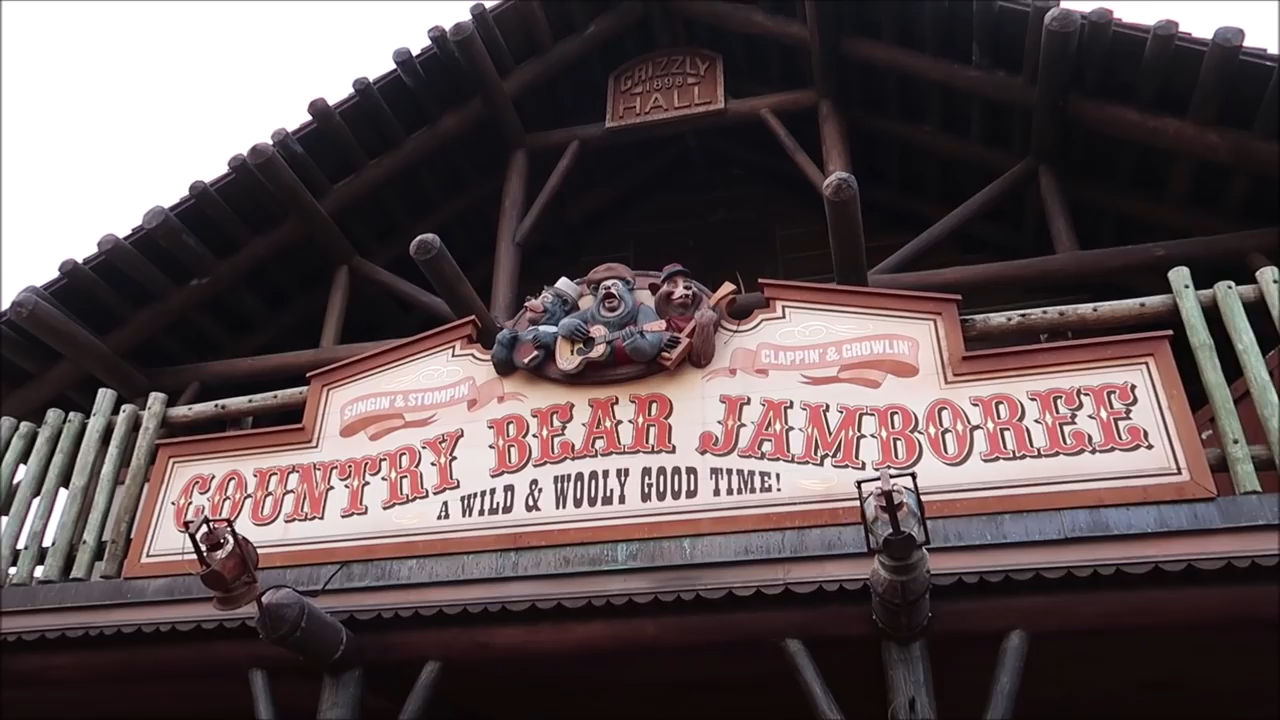 GRIZZLY
1898
HALL
SINGIN' & STOMPIN'
CLAPPIN' & GROWLIN'
COUNTRY BEAR JAMBOREE
A WILD & WOOLY GOOD TIME!